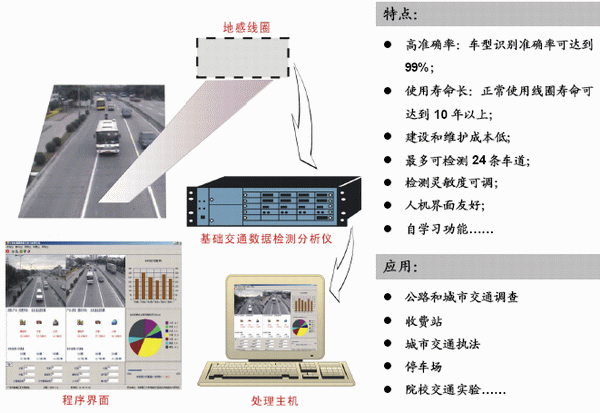 地感线圈
基础交通数据检测分析仪
程序界面
处理主机
特点:
● 高准确率：车型识别准确率可达到
99%;
● 使用寿命长：正常使用线圈寿命可
达到 10 年以上;
● 建设和维护成本低;
● 最多可检测 24 条车道;
● 检测灵敏度可调;
● 人机界面友好;
● 自学习功能……
应用:
● 公路和城市交通调查
● 收费站
● 城市交通执法
● 停车场
● 院校交通实验……